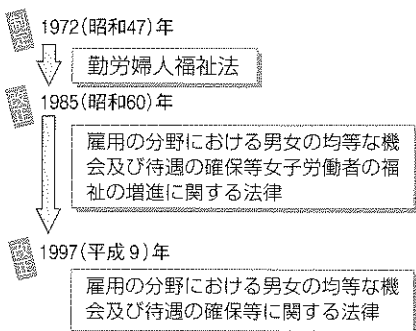 1972(昭和47)年
勤労婦人福祉法
1985(昭和60)年
雇用の分野における男女の均等な機
会及び待遇の確保等女子労働者の福
祉の増進に関する法律
1997(平成9)年
雇用の分野における男女の均等な機
会及び待遇の確保等に関する法律